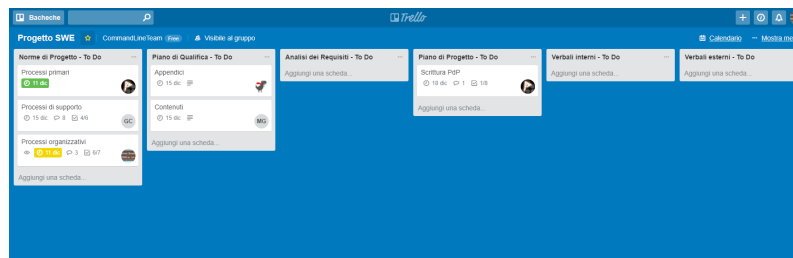 Bacheche
Trello
Progetto SWE CommandLineTeam Free Visibile al gruppo Calendario ... Mostra me
Norme di Progetto - To Do ...
Processi primari
11 dic
Processi di supporto
15 dic 8 4/6 GC
Processi organizzativi
11 dic 3 6/7
Aggiungi una scheda...
Piano di Qualifica - To Do ...
Appendici
15 dic
Contenuti
15 dic MG
Aggiungi una scheda...
Analisi dei Requisiti - To Do ...
Aggiungi una scheda...
Piano di Progetto - To Do ...
Scrittura PdP
18 dic 1 1/8
Aggiungi una scheda...
Verbali interni - To Do ...
Aggiungi una scheda...
Verbali esterni - To Do
Aggiungi una scheda...